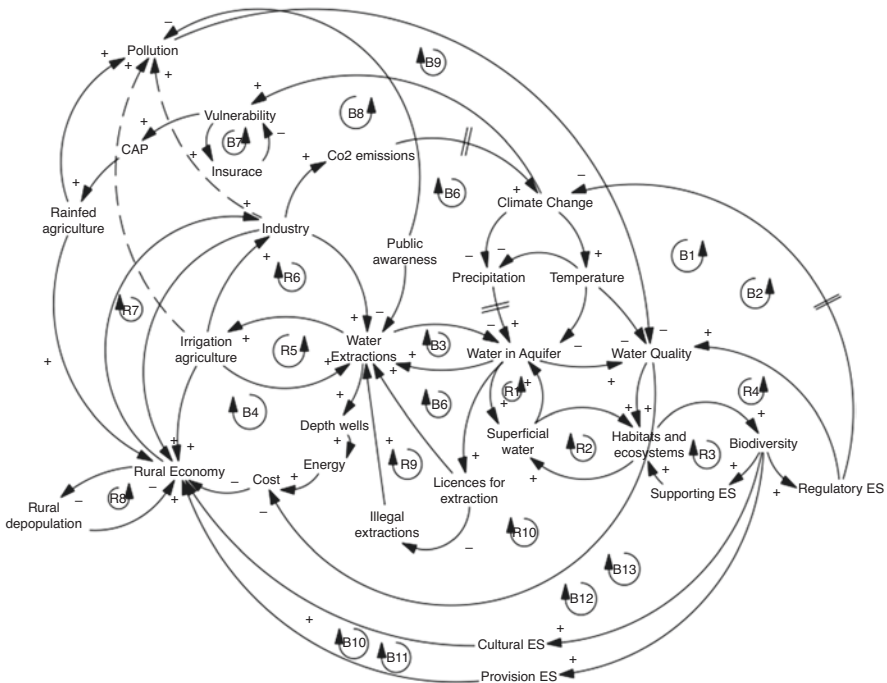 Pollution
B9
Vulnerability
B8
CAP
B7
Co2 emissions
Insurace
B6
Climate Change
Rainfed
agriculture
Industry
Public
awareness
B1
Precipitation
Temperature
R6
B2
R7
Irrigation
agriculture
R5
Water
Extractions
B3
Water in Aquifer
Water Quality
R1
R4
B4
B6
Depth wells
Superficial
water
R2
Habitats and
ecosystems
R3
Biodiversity
Rural Economy
Energy
R9
Cost
Licences for
extraction
Supporting ES
Regulatory ES
R8
Rural
depopulation
Illegal
extractions
R10
B13
B12
B10
B11
Cultural ES
Provision ES